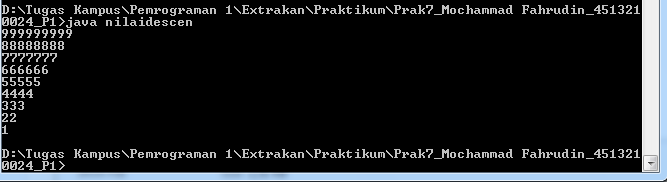 D:\Tugas Kampus\Pemrograman 1\Extrakan\Praktikum\Prak7_Mochammad Fahrudin_451321
0024_P1>java nilaidescen
999999999
88888888
7777777
666666
55555
4444
333
22
1
D:\Tugas Kampus\Pemrograman 1\Extrakan\Praktikum\Prak7_Mochammad Fahrudin_451321
0024_P1>